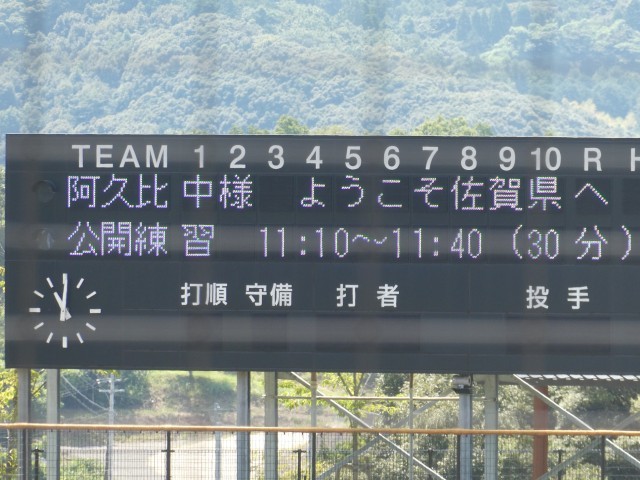 TEAM 1 2 3 4 5 6 7 8 9 10 R H
阿久比中様 ようこそ佐賀県へ
公開練習 11:10〜11:40(30分)
打順 守備 打者 投手